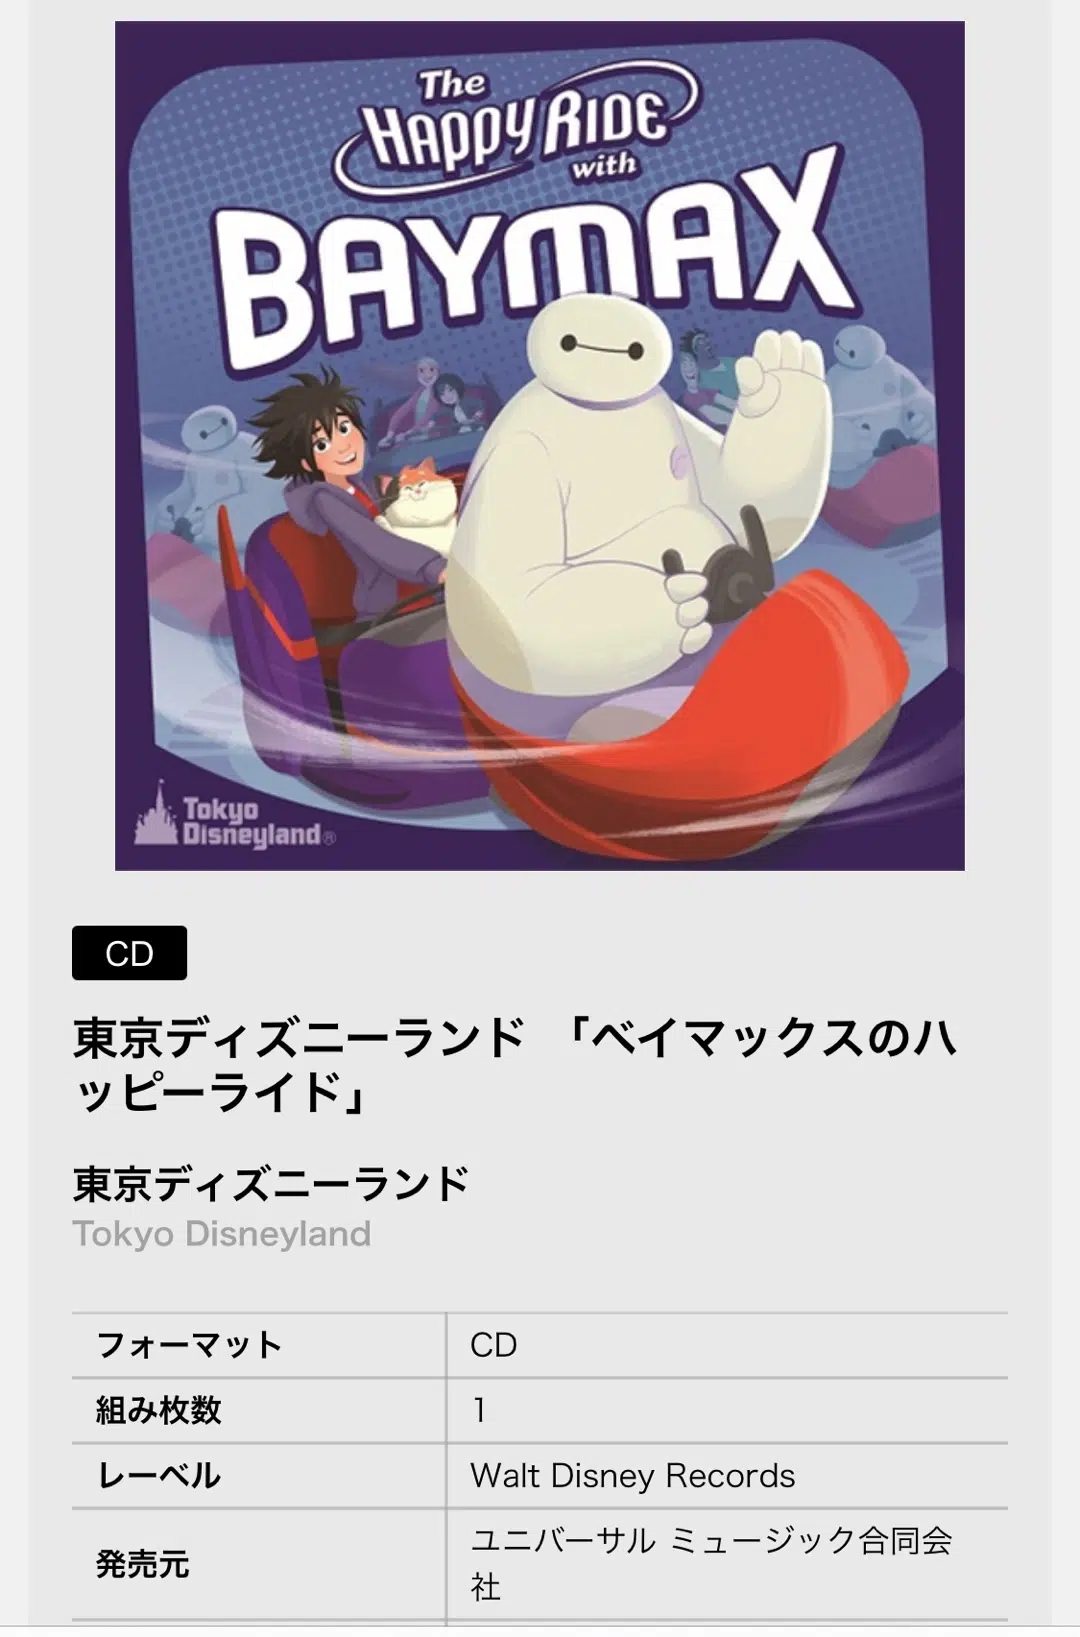 The
HAPPY RIDE
with
BAYMAX
Tokyo
Disneyland®
CD
東京ディズニーランド 「ベイマックスのハ
ッピーライド」
東京ディズニーランド
Tokyo Disneyland
フォーマット CD
組み枚数 1
レーベル Walt Disney Records
発売元 ユニバーサル ミュージック合同会
社